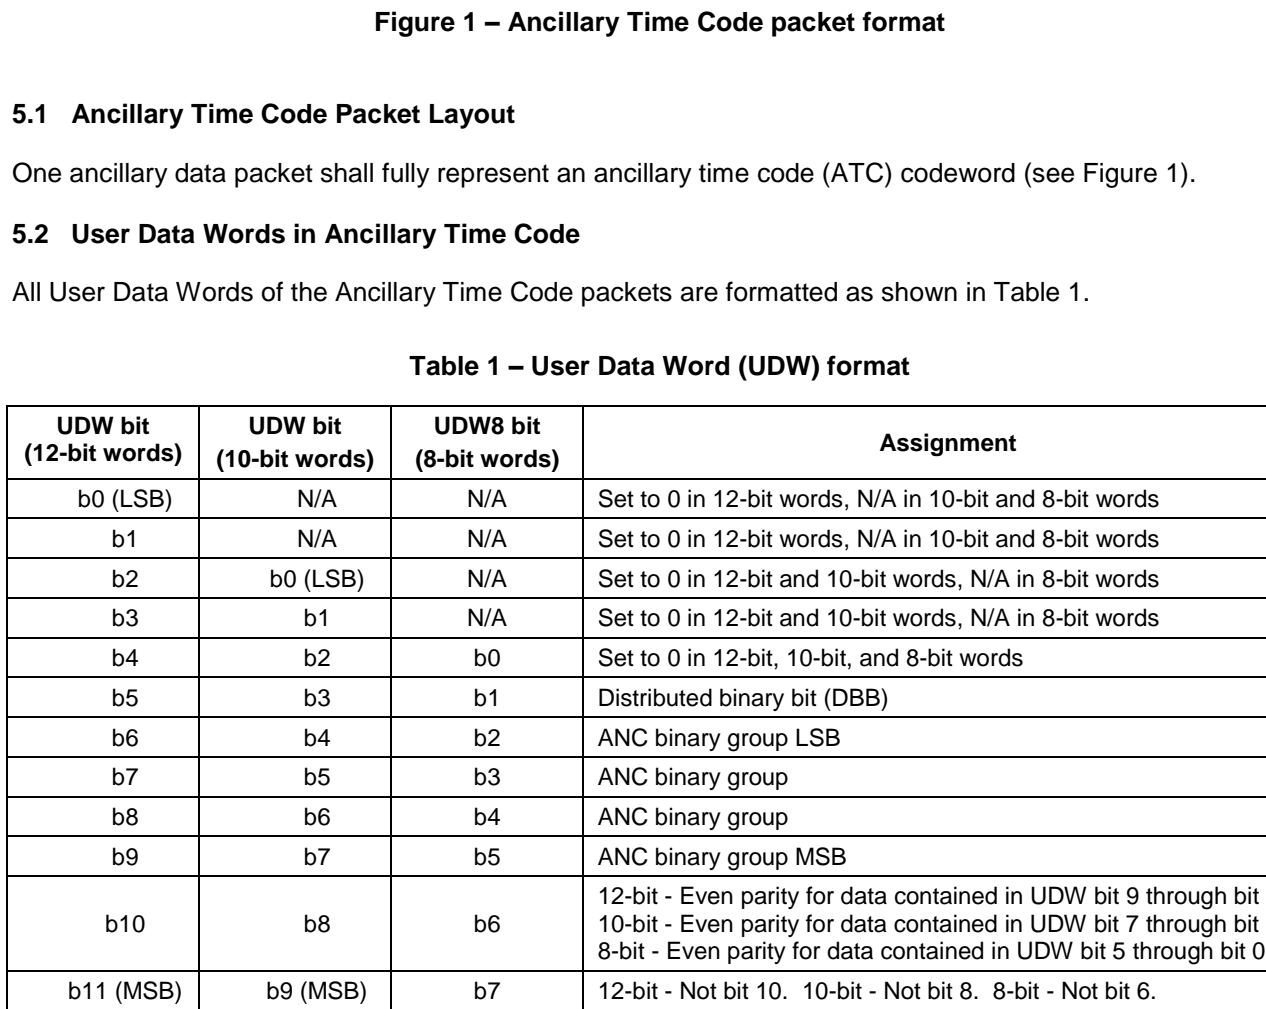 Figure 1 – Ancillary Time Code packet format
5.1 Ancillary Time Code Packet Layout
One ancillary data packet shall fully represent an ancillary time code (ATC) codeword (see Figure 1).
5.2 User Data Words in Ancillary Time Code
All User Data Words of the Ancillary Time Code packets are formatted as shown in Table 1.
Table 1 – User Data Word (UDW) format
UDW bit (12-bit words) UDW bit (10-bit words) UDW8 bit (8-bit words) Assignment
b0 (LSB) N/A N/A Set to 0 in 12-bit words, N/A in 10-bit and 8-bit words
b1 N/A N/A Set to 0 in 12-bit words, N/A in 10-bit and 8-bit words
b2 b0 (LSB) N/A Set to 0 in 12-bit and 10-bit words, N/A in 8-bit words
b3 b1 N/A Set to 0 in 12-bit and 10-bit words, N/A in 8-bit words
b4 b2 b0 Set to 0 in 12-bit, 10-bit, and 8-bit words
b5 b3 b1 Distributed binary bit (DBB)
b6 b4 b2 ANC binary group LSB
b7 b5 b3 ANC binary group
b8 b6 b4 ANC binary group
b9 b7 b5 ANC binary group MSB
b10 b8 b6 12-bit - Even parity for data contained in UDW bit 9 through bit
10-bit - Even parity for data contained in UDW bit 7 through bit
8-bit - Even parity for data contained in UDW bit 5 through bit 0
b11 (MSB) b9 (MSB) b7 12-bit - Not bit 10. 10-bit - Not bit 8. 8-bit - Not bit 6.